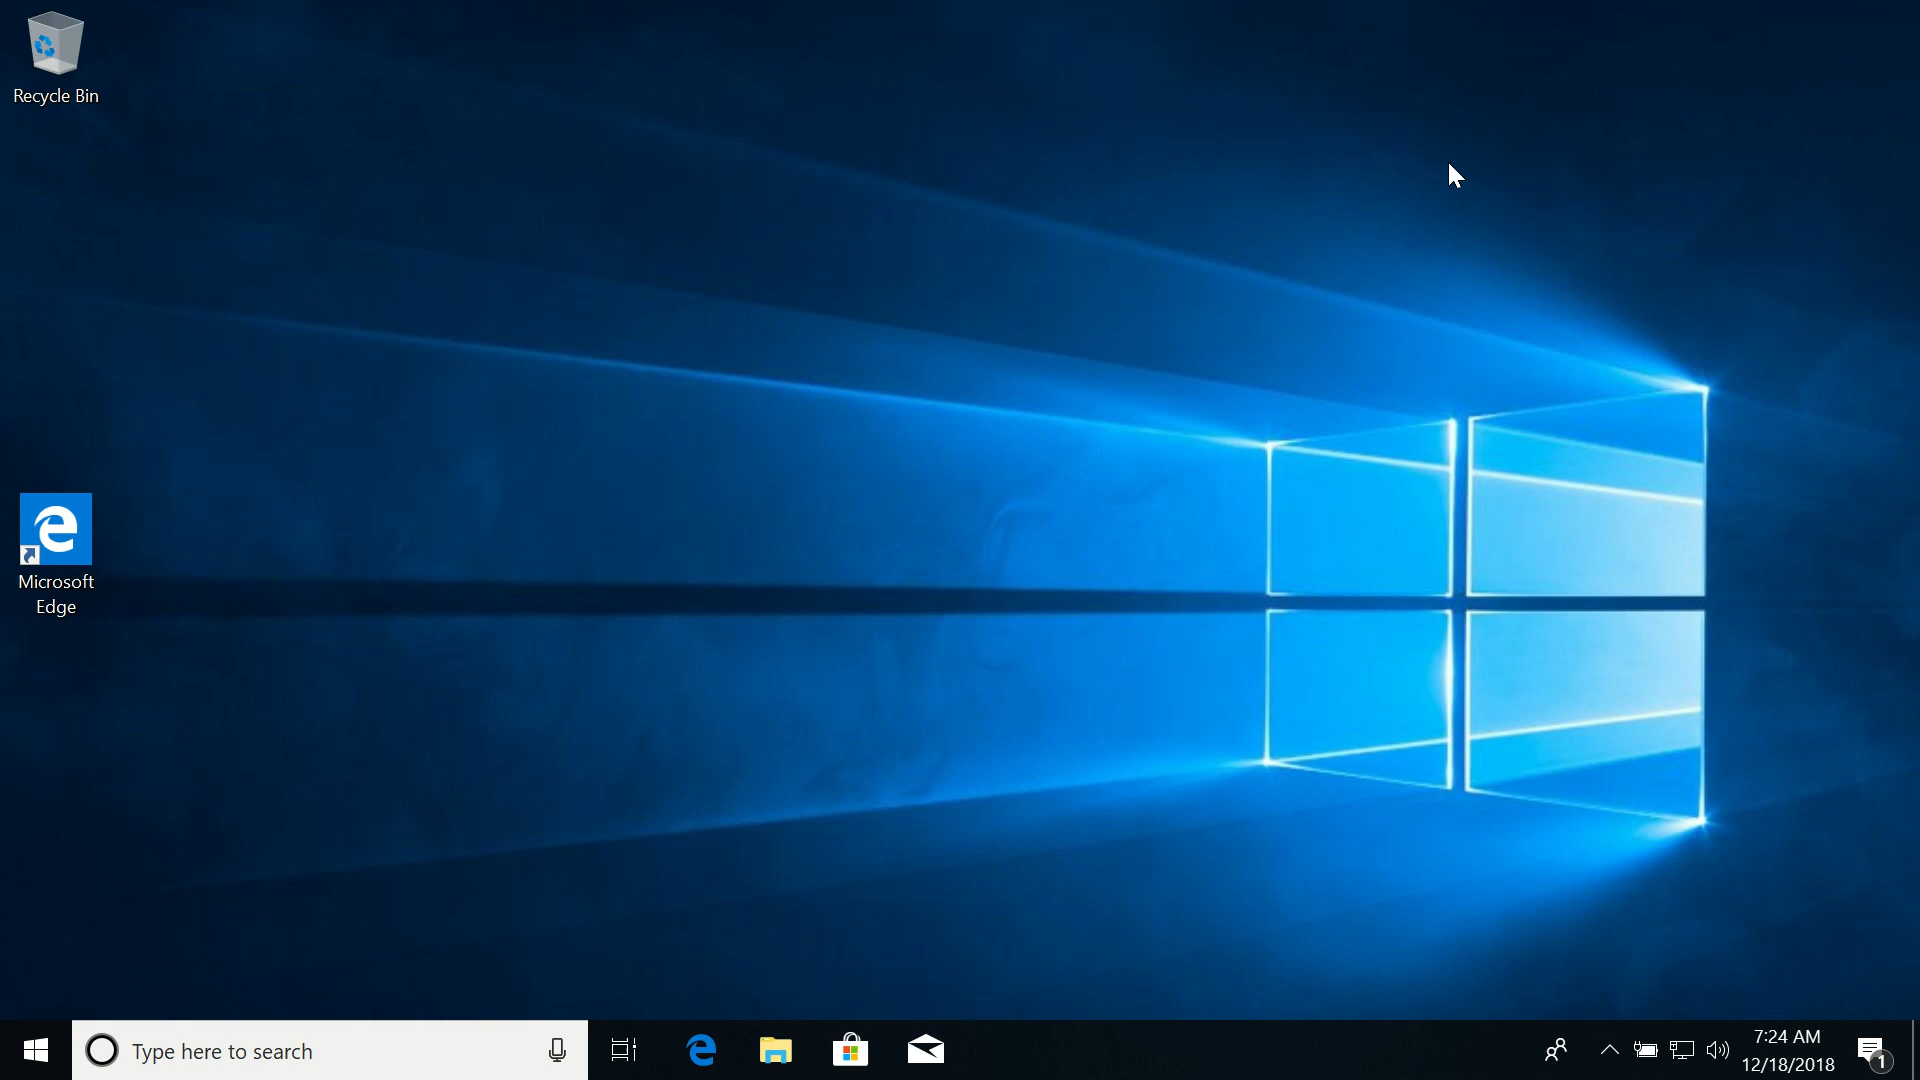 Recycle Bin
Microsoft
Edge
Type here to search
7:24 AM
12/18/2018
1